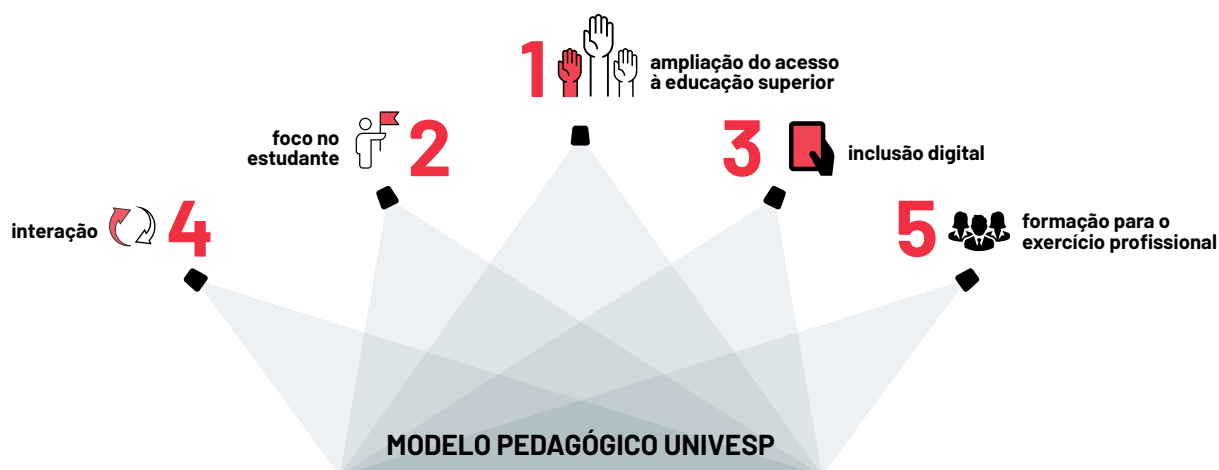 1
ampliação do acesso
à educação superior
foco no
estudante
2
3
inclusão digital
interação
4
5
formação para o
exercício profissional
MODELO PEDAGÓGICO UNIVESP